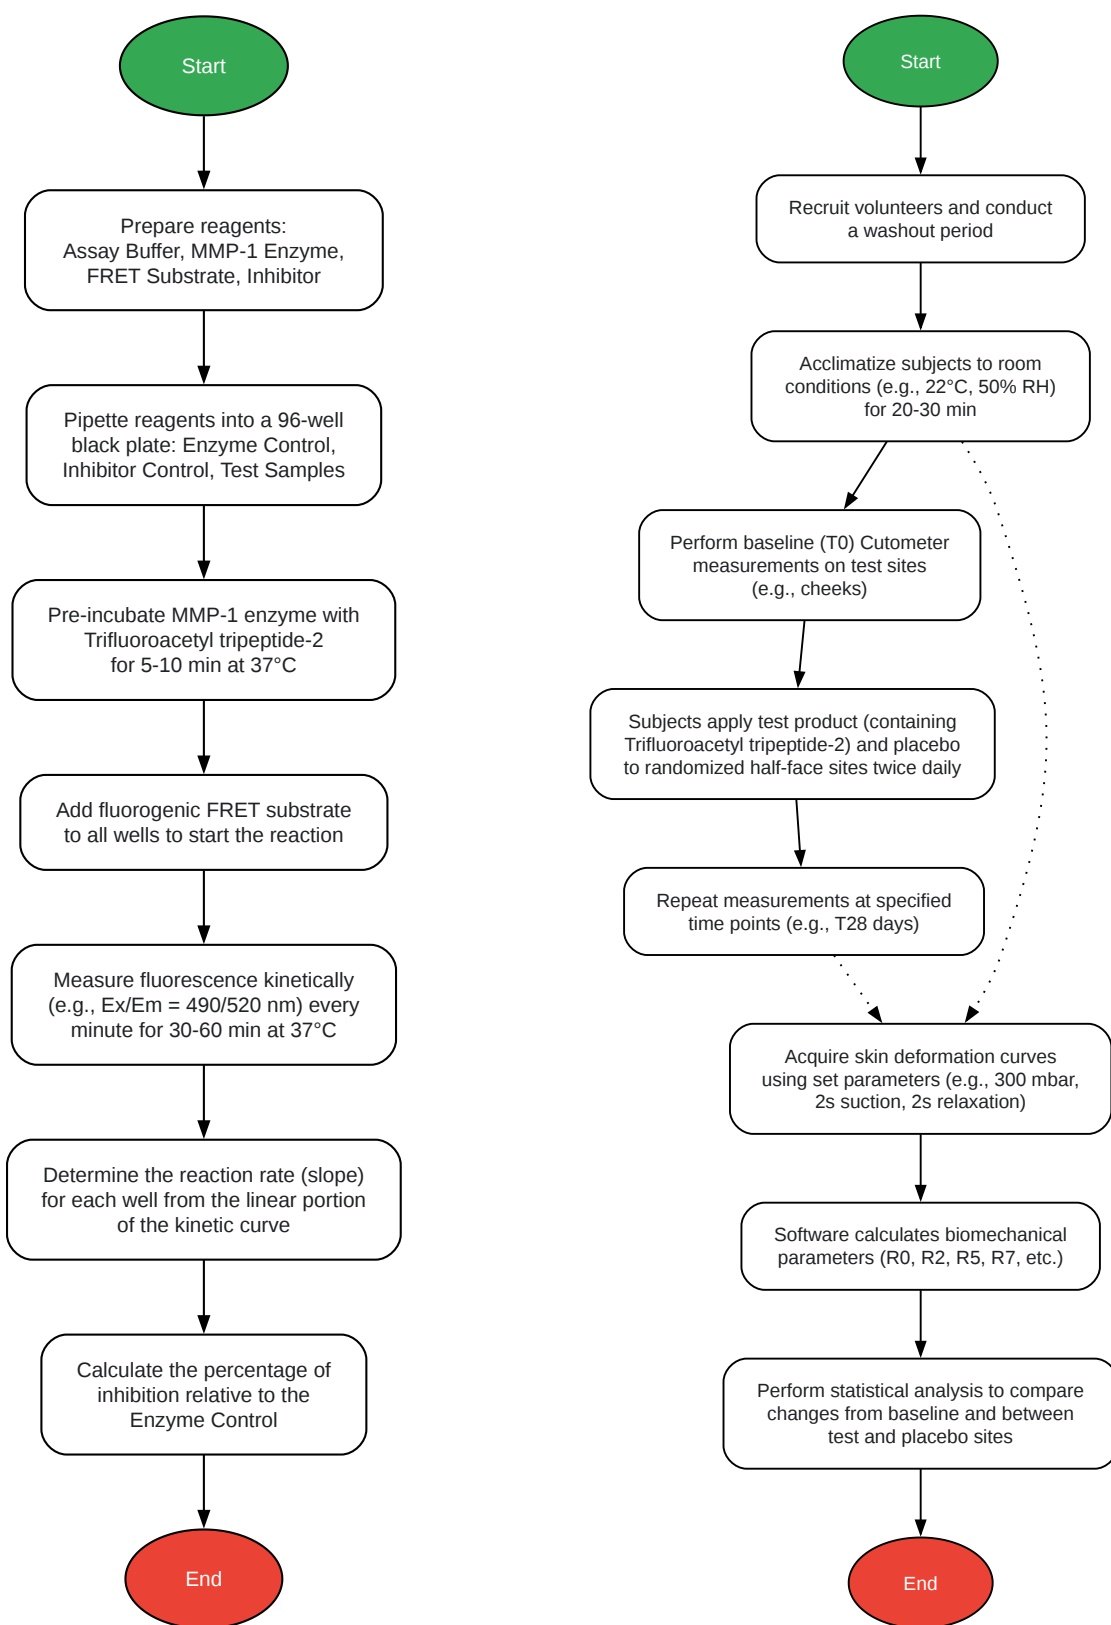 Start
Prepare reagents:
Assay Buffer, MMP-1 Enzyme,
FRET Substrate, Inhibitor
Pipette reagents into a 96-well
black plate: Enzyme Control,
Inhibitor Control, Test Samples
Pre-incubate MMP-1 enzyme with
Trifluoroacetyl tripeptide-2
for 5-10 min at 37°C
Add fluorogenic FRET substrate
to all wells to start the reaction
Measure fluorescence kinetically
(e.g., Ex/Em = 490/520 nm) every
minute for 30-60 min at 37°C
Determine the reaction rate (slope)
for each well from the linear portion
of the kinetic curve
Calculate the percentage of
inhibition relative to the
Enzyme Control
End
Start
Recruit volunteers and conduct
a washout period
Acclimatize subjects to room
conditions (e.g., 22°C, 50% RH)
for 20-30 min
Perform baseline (T0) Cutometer
measurements on test sites
(e.g., cheeks)
Subjects apply test product (containing
Trifluoroacetyl tripeptide-2) and placebo
to randomized half-face sites twice daily
Repeat measurements at specified
time points (e.g., T28 days)
Acquire skin deformation curves
using set parameters (e.g., 300 mbar,
2s suction, 2s relaxation)
Software calculates biomechanical
parameters (R0, R2, R5, R7, etc.)
Perform statistical analysis to compare
changes from baseline and between
test and placebo sites
End